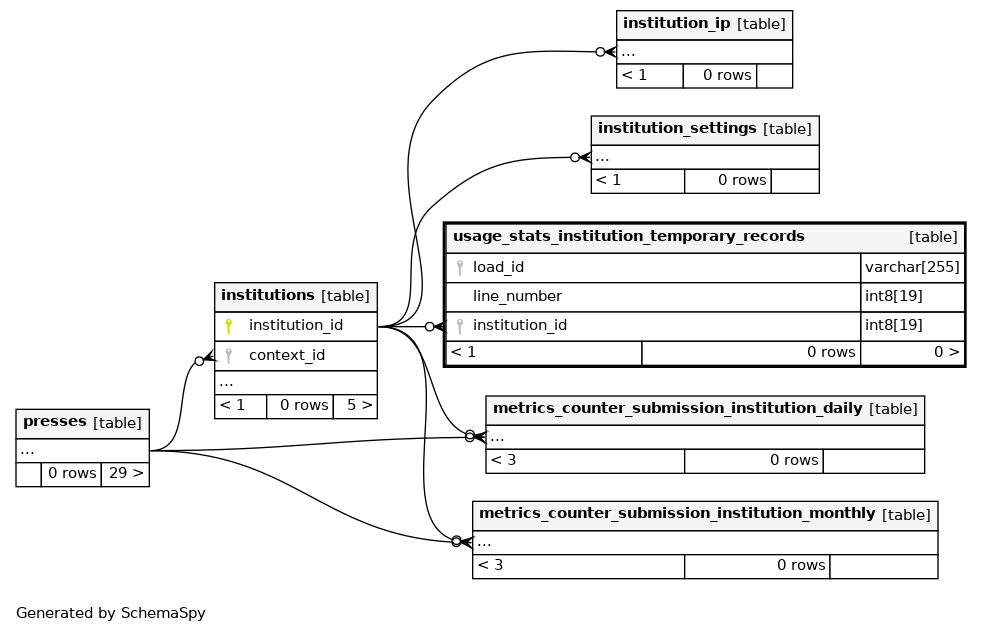 institution_ip [table]
...
< 1 0 rows
institution_settings [table]
...
< 1 0 rows
usage_stats_institution_temporary_records [table]
load_id varchar[255]
line_number int8[19]
institution_id int8[19]
< 1 0 rows 0 >
institutions [table]
institution_id
context_id
...
< 1 0 rows 5 >
presses [table]
...
0 rows 29 >
metrics_counter_submission_institution_daily [table]
...
< 3 0 rows
metrics_counter_submission_institution_monthly [table]
...
< 3 0 rows
Generated by SchemaSpy